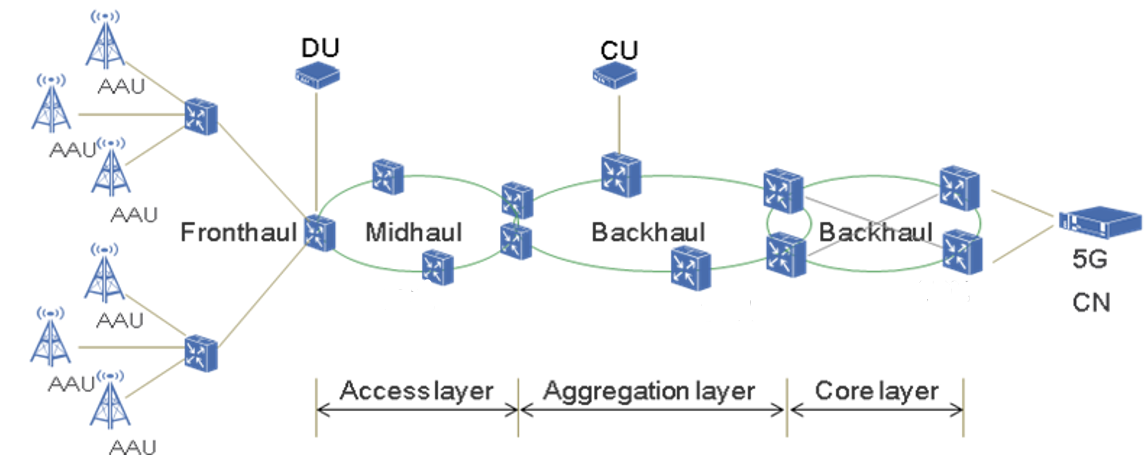 DU
CU
AAU
AAU
AAU
Fronthaul
Midhaul
Backhaul
Backhaul
5G
CN
AAU
AAU
AAU
Access layer
Aggregation layer
Core layer